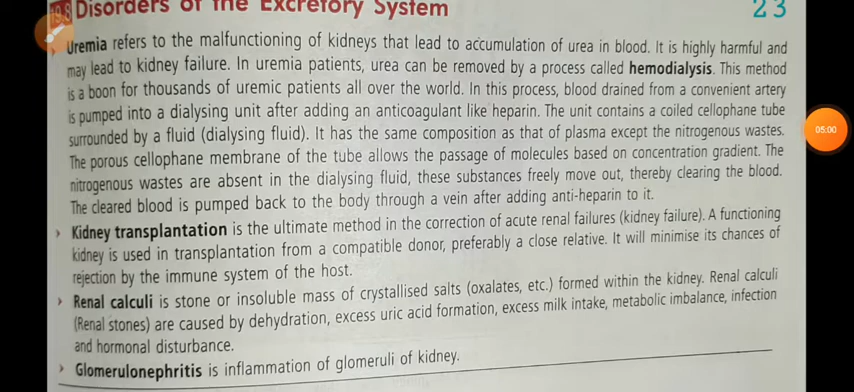 19.8 Disorders of the Excretory System
23
Uremia refers to the malfunctioning of kidneys that lead to accumulation of urea in blood. It is highly harmful and
may lead to kidney failure. In uremia patients, urea can be removed by a process called hemodialysis. This method
is a boon for thousands of uremic patients all over the world. In this process, blood drained from a convenient artery
is pumped into a dialysing unit after adding an anticoagulant like heparin. The unit contains a coiled cellophane tube
surrounded by a fluid (dialysing fluid). It has the same composition as that of plasma except the nitrogenous wastes.
05:00
The porous cellophane membrane of the tube allows the passage of molecules based on concentration gradient. The
nitrogenous wastes are absent in the dialysing fluid, these substances freely move out, thereby clearing the blood.
The cleared blood is pumped back to the body through a vein after adding anti-heparin to it.
Kidney transplantation is the ultimate method in the correction of acute renal failures (kidney failure). A functioning
kidney is used in transplantation from a compatible donor, preferably a close relative. It will minimise its chances of
rejection by the immune system of the host.
Renal calculi is stone or insoluble mass of crystallised salts (oxalates, etc.) formed within the kidney. Renal calculi
(Renal stones) are caused by dehydration, excess uric acid formation, excess milk intake, metabolic imbalance, infection
and hormonal disturbance.
Glomerulonephritis is inflammation of glomeruli of kidney.